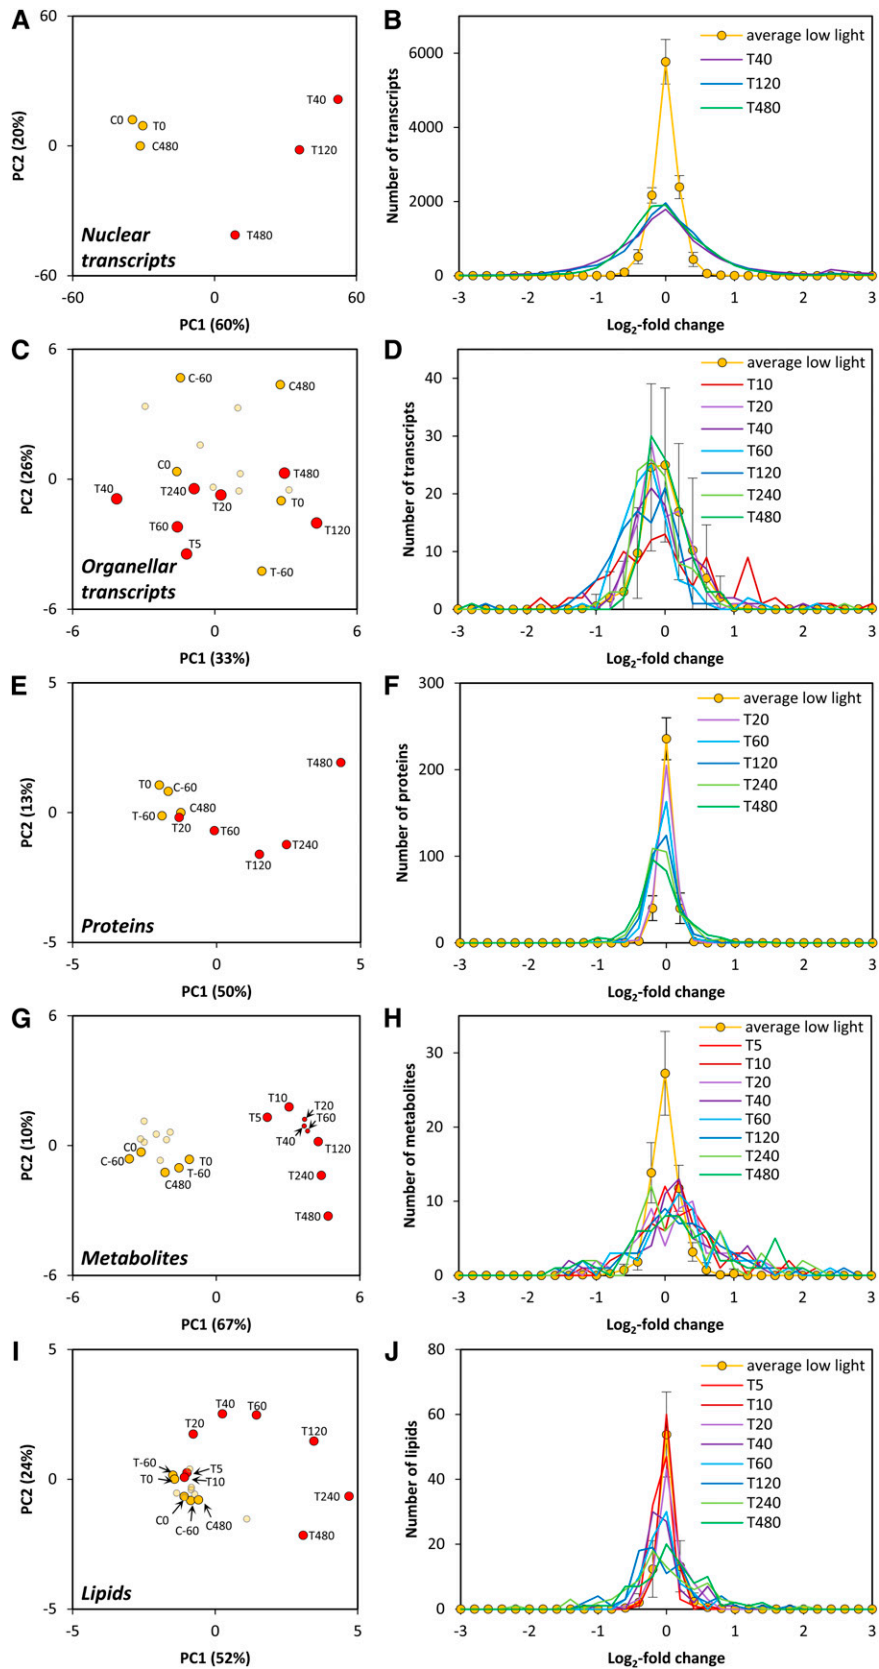 A
60
0
-60
PC2 (20%)
C0
T0
C480
T40
T120
T480
Nuclear
transcripts
-60
0
60
PC1 (60%)
B
6000
4000
2000
0
Number of transcripts
average low light
T40
T120
T480
-3
-2
-1
0
1
2
3
Log2-fold change
C
6
0
-6
PC2 (26%)
C-60
C480
C0
T40
T240
T20
T480
T0
T60
T5
T120
T-60
Organellar
transcripts
-6
0
6
PC1 (33%)
D
40
30
20
10
0
Number of transcripts
average low light
T10
T20
T40
T60
T120
T240
T480
-3
-2
-1
0
1
2
3
Log2-fold change
E
5
0
-5
PC2 (13%)
T0
C-60
T-60
C480
T20
T60
T120
T240
T480
Proteins
-5
0
5
PC1 (50%)
F
300
200
100
0
Number of proteins
average low light
T20
T60
T120
T240
T480
-3
-2
-1
0
1
2
3
Log2-fold change
G
6
0
-6
PC2 (10%)
C0
C-60
T0
T-60
C480
T5
T10
T20
T60
T40
T120
T240
T480
Metabolites
-6
0
6
PC1 (67%)
H
30
20
10
0
Number of metabolites
average low light
T5
T10
T20
T40
T60
T120
T240
T480
-3
-2
-1
0
1
2
3
Log2-fold change
I
5
0
-5
PC2 (24%)
T20
T40
T60
T120
T-60
T0
T5
T10
T240
C0
C-60
C480
T480
Lipids
-5
0
5
PC1 (52%)
J
80
60
40
20
0
Number of lipids
average low light
T5
T10
T20
T40
T60
T120
T240
T480
-3
-2
-1
0
1
2
3
Log2-fold change